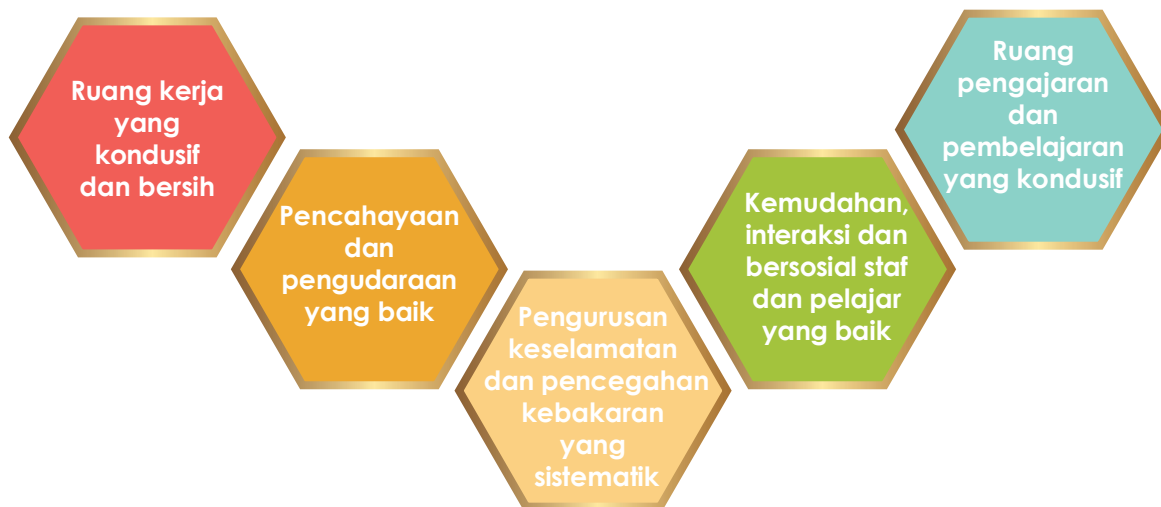 Ruang kerja
yang
kondusif
dan bersih
Pencahayaan
dan
pengudaraan
yang baik
Pengurusan
keselamatan
dan pencegahan
kebakaran
yang
sistematik
Kemudahan,
interaksi dan
bersosial staf
dan pelajar
yang baik
Ruang
pengajaran
dan
pembelajaran
yang kondusif